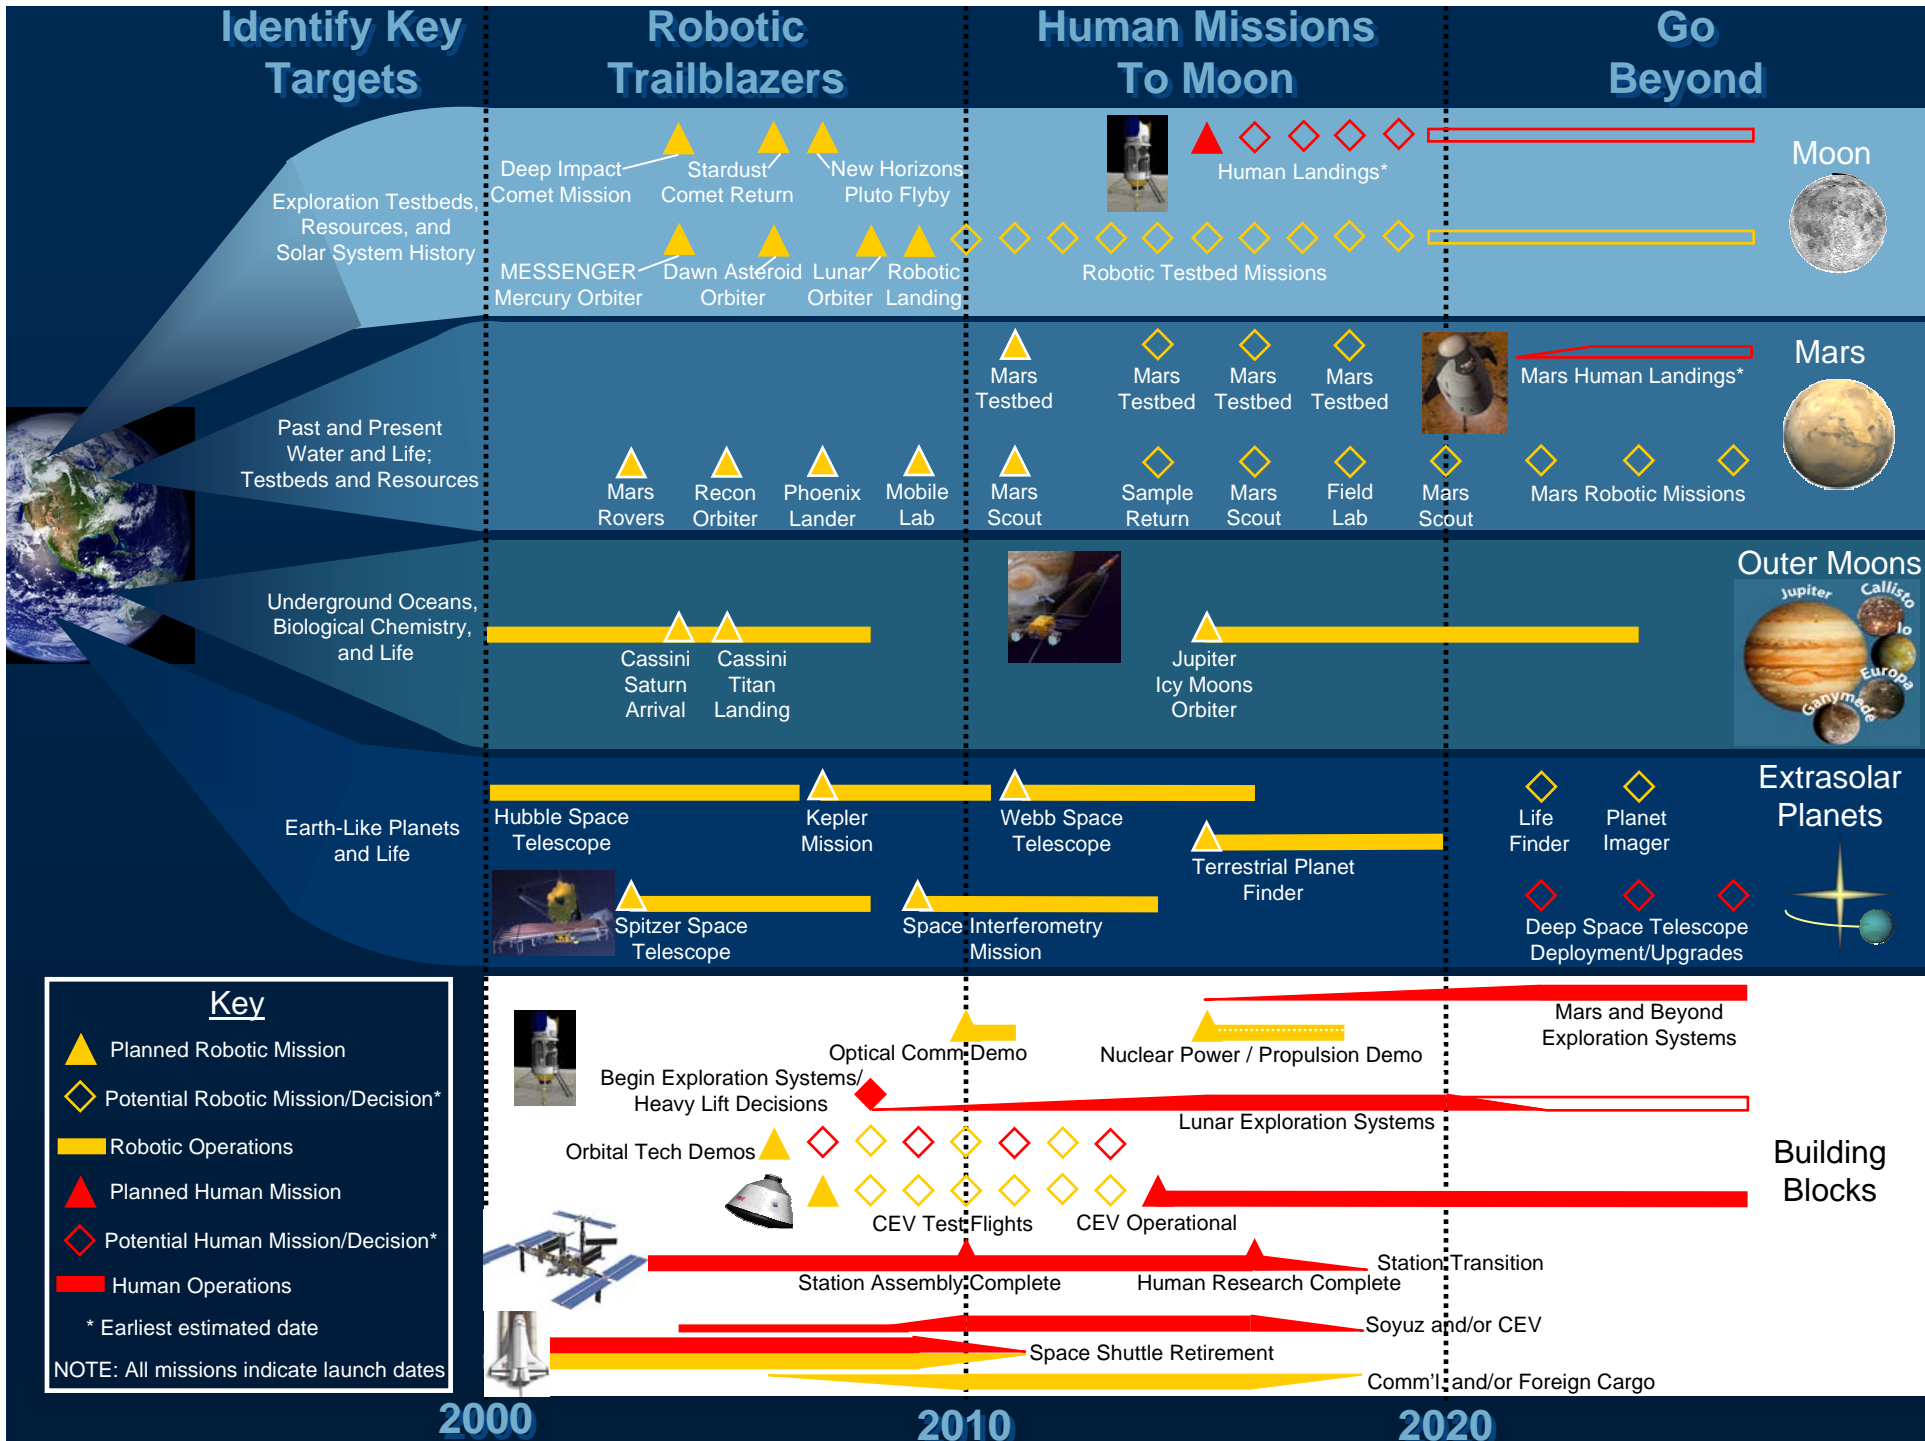 Identify Key
Targets
Robotic
Trailblazers
Human Missions
To Moon
Go
Beyond
Exploration Testbeds,
Resources, and
Solar System History
Deep Impact
Comet Mission
Stardust
Comet Return
New Horizons
Pluto Flyby
Human Landings*
Moon
MESSENGER
Mercury Orbiter
Dawn Asteroid
Orbiter
Lunar
Orbiter
Robotic
Landing
Robotic Testbed Missions
Past and Present
Water and Life;
Testbeds and Resources
Mars
Testbed
Mars
Testbed
Mars
Testbed
Mars
Testbed
Mars Human Landings*
Mars
Mars
Rovers
Recon
Orbiter
Phoenix
Lander
Mobile
Lab
Mars
Scout
Sample
Return
Mars
Scout
Field
Lab
Mars
Scout
Mars Robotic Missions
Underground Oceans,
Biological Chemistry,
and Life
Cassini
Saturn
Arrival
Cassini
Titan
Landing
Jupiter
Icy Moons
Orbiter
Outer Moons
Jupiter
Callisto
Io
Europa
Ganymede
Earth-Like Planets
and Life
Hubble Space
Telescope
Kepler
Mission
Webb Space
Telescope
Terrestrial Planet
Finder
Life
Finder
Planet
Imager
Extrasolar
Planets
Spitzer Space
Telescope
Space Interferometry
Mission
Deep Space Telescope
Deployment/Upgrades
Key
Planned Robotic Mission
Potential Robotic Mission/Decision*
Robotic Operations
Planned Human Mission
Potential Human Mission/Decision*
Human Operations
* Earliest estimated date
NOTE: All missions indicate launch dates
Mars and Beyond
Exploration Systems
Optical Comm Demo
Nuclear Power / Propulsion Demo
Begin Exploration Systems/
Heavy Lift Decisions
Lunar Exploration Systems
Orbital Tech Demos
CEV Test Flights
CEV Operational
Building
Blocks
Station Assembly Complete
Human Research Complete
Station Transition
Soyuz and/or CEV
Space Shuttle Retirement
Comm'l. and/or Foreign Cargo
2000
2010
2020